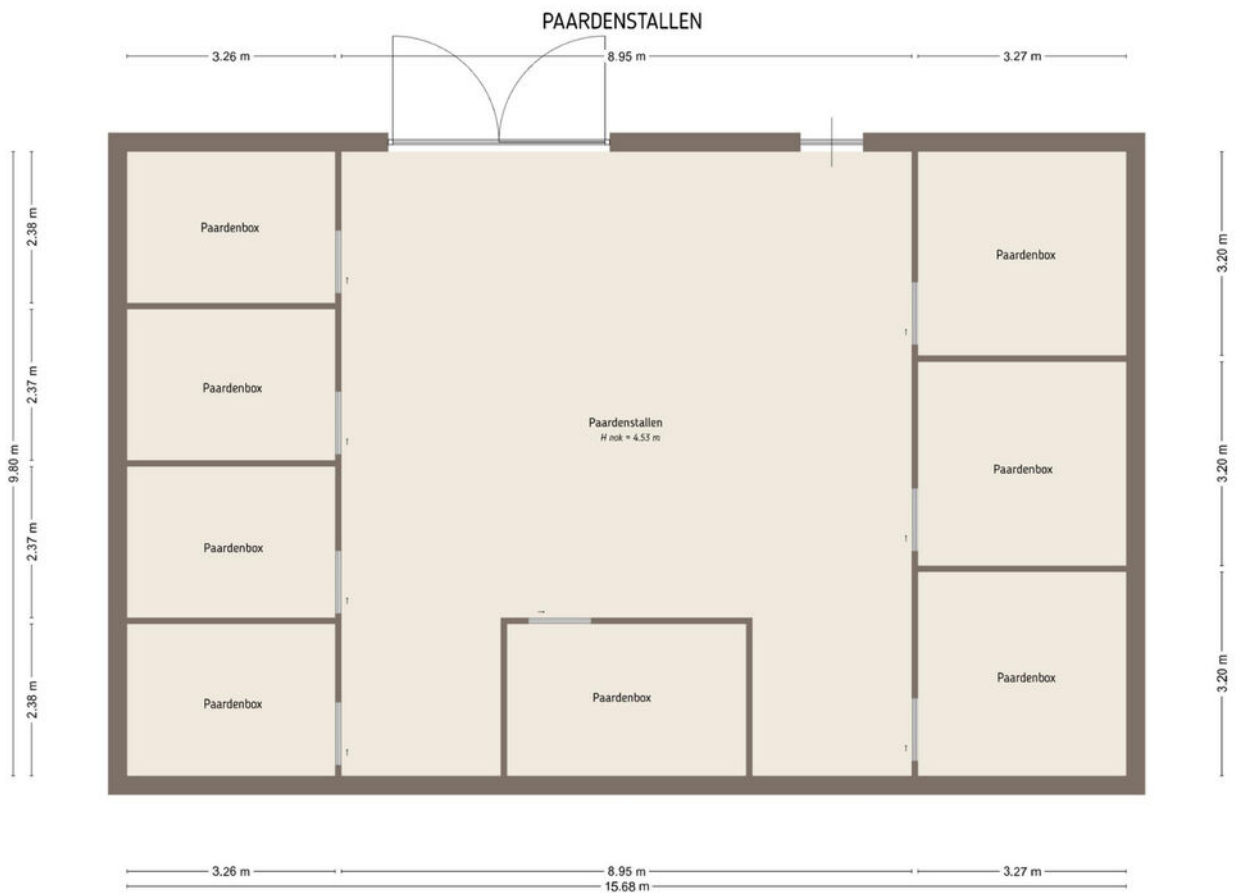 PAARDENSTALLEN
3.26 m
8.95 m
3.27 m
2.38 m
2.37 m
2.37 m
2.38 m
9.80 m
Paardenbox
Paardenbox
Paardenbox
Paardenbox
Paardenstallen
H nok = 4.53 m
Paardenbox
Paardenbox
Paardenbox
Paardenbox
3.20 m
3.20 m
3.20 m
3.26 m
8.95 m
3.27 m
15.68 m